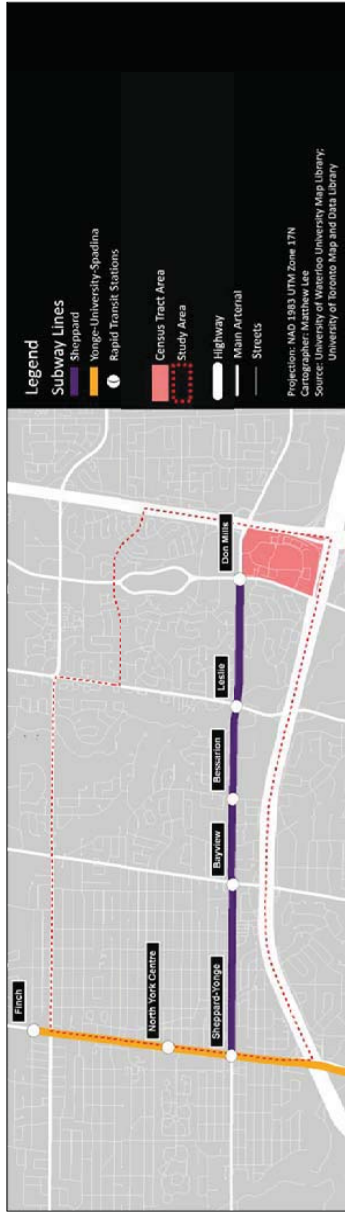 Finch
North York Centre
Sheppard-Yonge
Bayview
Bessarion
Leslie
Don Mills
Legend
Subway Lines
Sheppard
Yonge-University-Spadina
Rapid Transit Stations
Census Tract Area
Study Area
Highway
Main Arterial
Streets
Projection: NAD 1983 UTM Zone 17N
Cartographer: Matthew Lee
Source: University of Waterloo University Map Library;
University of Toronto Map and Data Library